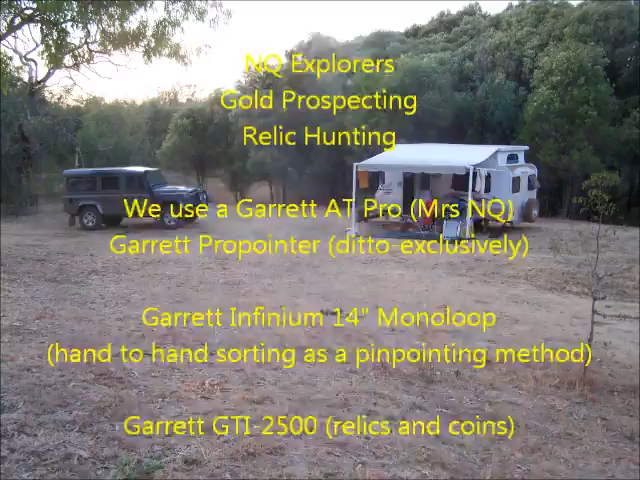 NQ Explorers
Gold Prospecting
Relic Hunting
We use a Garrett AT Pro (Mrs NQ)
Garrett Propointer (ditto-exclusively)
Garrett Infinium 14" Monoloop
(hand to hand sorting as a pinpointing method)
Garrett GTI-2500 (relics and coins)